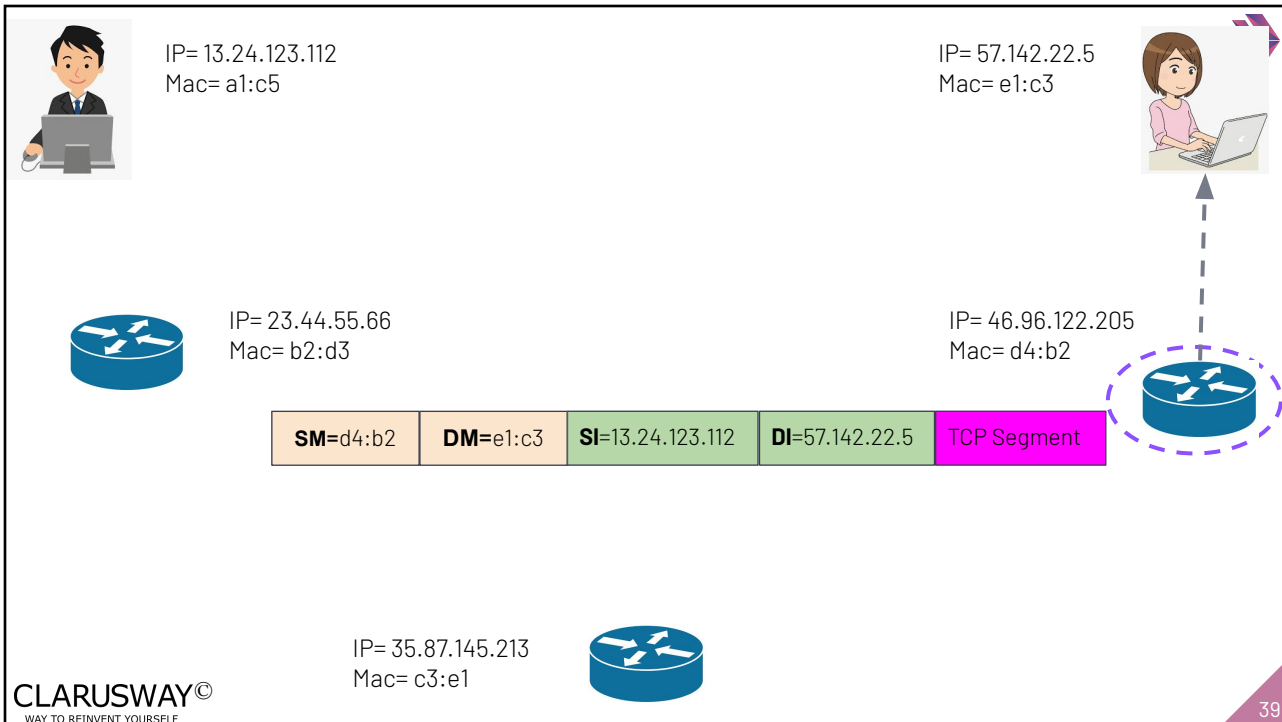 IP= 13.24.123.112
Mac= a1:c5
IP= 57.142.22.5
Mac= e1:c3
IP= 23.44.55.66
Mac= b2:d3
IP= 46.96.122.205
Mac= d4:b2
SM=d4:b2 DM=e1:c3 SI=13.24.123.112 DI=57.142.22.5 TCP Segment
IP= 35.87.145.213
Mac= c3:e1
CLARUSWAY©
WAY TO REINVENT YOURSELF
39